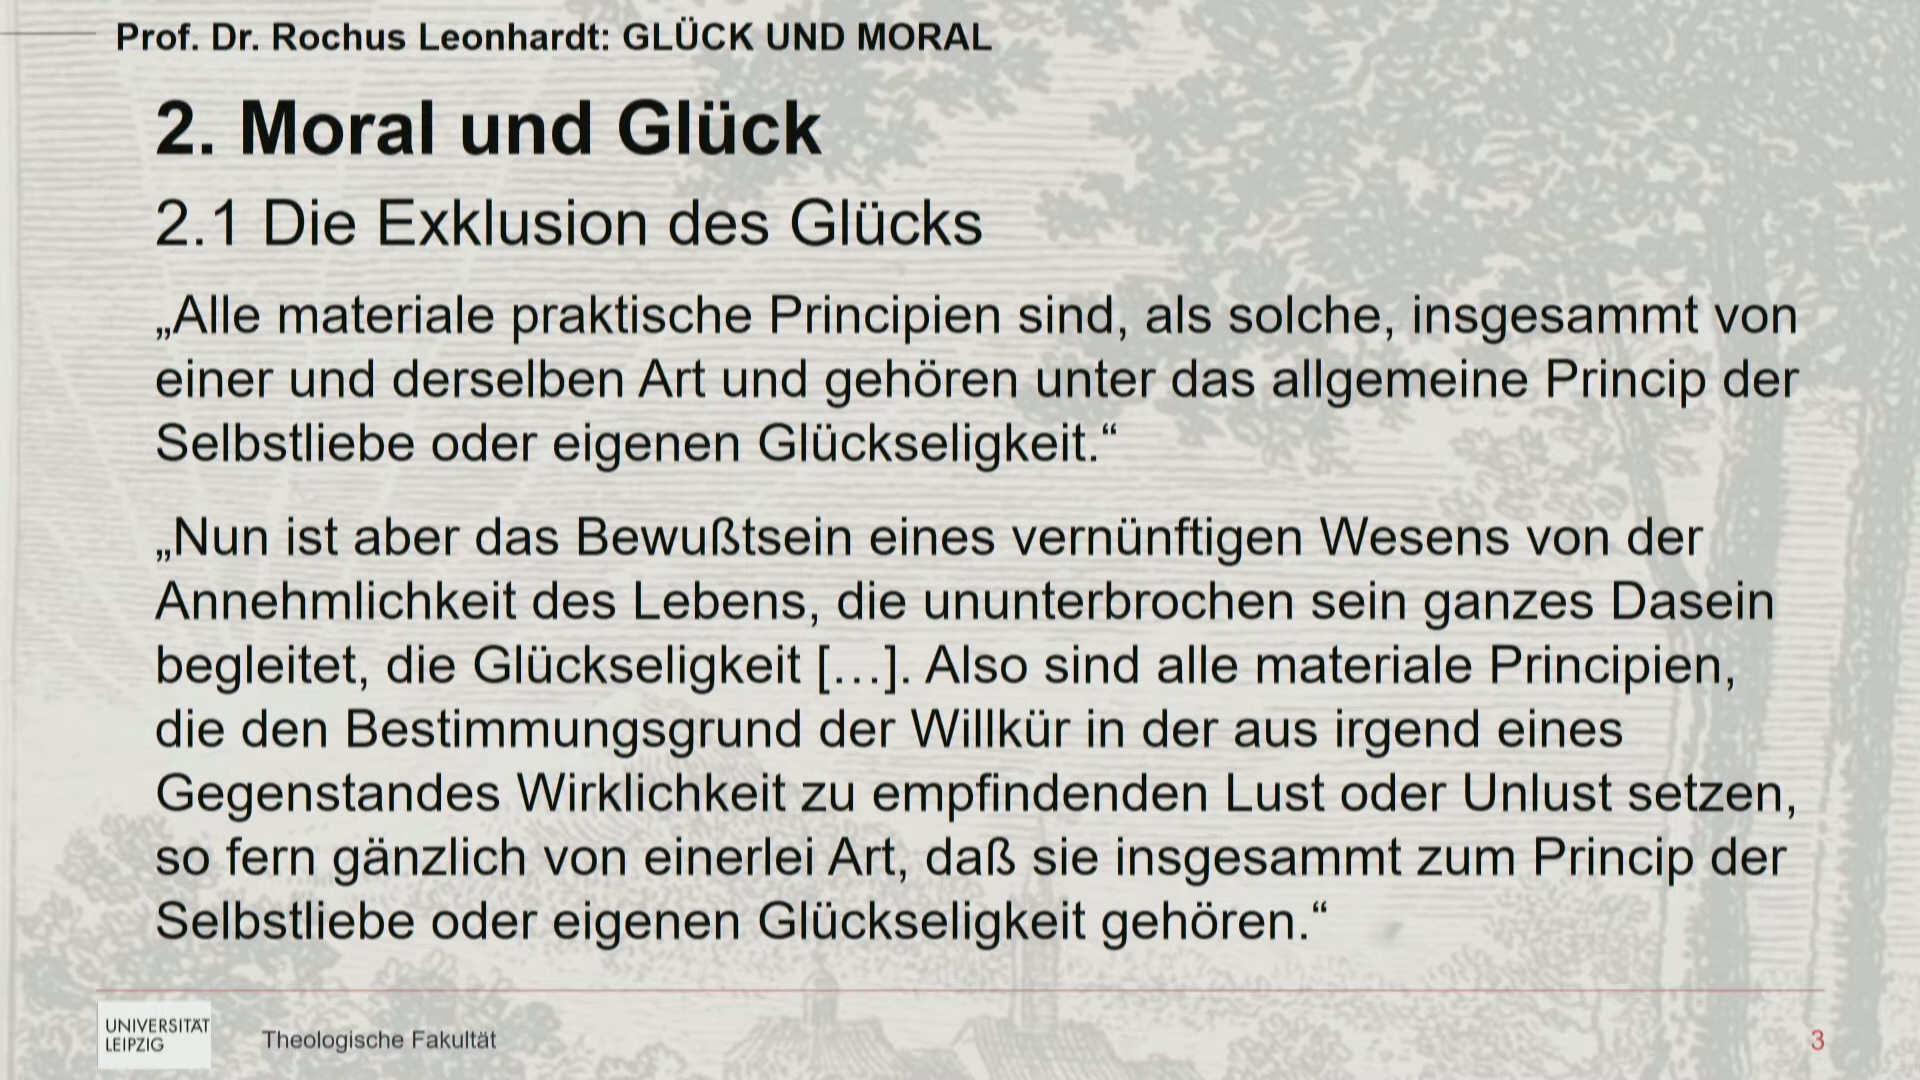 Prof. Dr. Rochus Leonhardt: GLÜCK UND MORAL
2. Moral und Glück
2.1 Die Exklusion des Glücks
„Alle materiale praktische Principien sind, als solche, insgesammt von
einer und derselben Art und gehören unter das allgemeine Princip der
Selbstliebe oder eigenen Glückseligkeit.“
„Nun ist aber das Bewußtsein eines vernünftigen Wesens von der
Annehmlichkeit des Lebens, die ununterbrochen sein ganzes Dasein
begleitet, die Glückseligkeit […]. Also sind alle materiale Principien,
die den Bestimmungsgrund der Willkür in der aus irgend eines
Gegenstandes Wirklichkeit zu empfindenden Lust oder Unlust setzen,
so fern gänzlich von einerlei Art, daß sie insgesammt zum Princip der
Selbstliebe oder eigenen Glückseligkeit gehören.“
UNIVERSITÄT
LEIPZIG
Theologische Fakultät
3